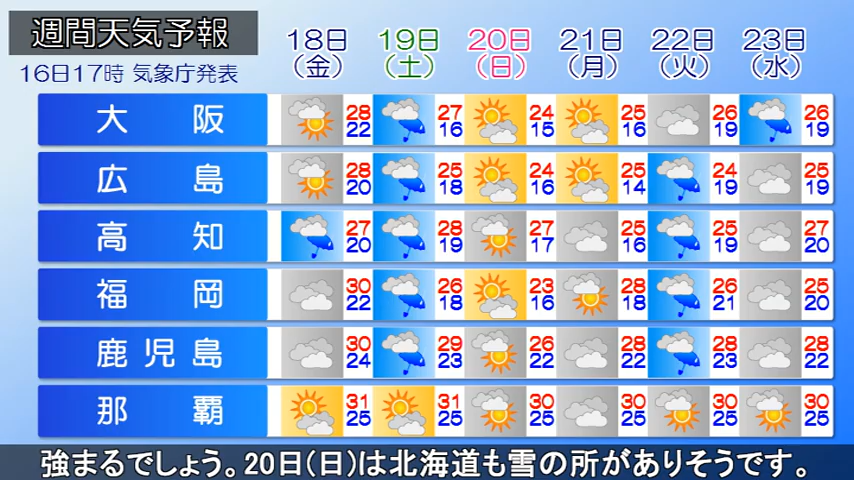 週間天気予報
16日17時 気象庁発表
18日 19日 20日 21日 22日 23日
(金) (土) (日) (月) (火) (水)
大阪 28 22 27 16 24 15 25 16 26 19 26 19
広島 28 20 25 18 24 16 25 14 24 19 25 19
高知 27 20 28 19 27 17 25 16 25 19 27 20
福岡 30 22 26 18 23 16 28 18 26 21 25 20
鹿児島 30 24 29 23 26 22 28 22 28 23 28 22
那覇 31 25 31 25 30 25 30 25 30 25 30 25
強まるでしょう。20日(日)は北海道も雪の所がありそうです。